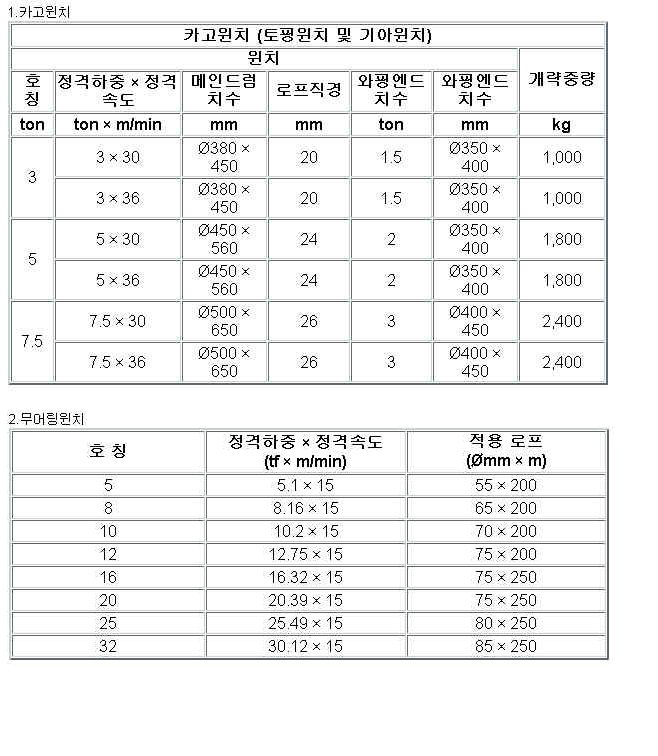 1.카고윈치
카고윈치 (토핑윈치 및 기아윈치)
윈치
계략중량
호칭
정격하중 × 정격속도
메인드럼치수
로프직경
와핑엔드치수
와핑엔드치수
ton
ton × m/min
mm
mm
ton
mm
kg
3
3 × 30
Ø380 × 450
20
1.5
Ø350 × 400
1,000
3 × 36
Ø380 × 450
20
1.5
Ø350 × 400
1,000
5
5 × 30
Ø450 × 560
24
2
Ø350 × 400
1,800
5 × 36
Ø450 × 560
24
2
Ø350 × 400
1,800
7.5
7.5 × 30
Ø500 × 650
26
3
Ø400 × 450
2,400
7.5 × 36
Ø500 × 650
26
3
Ø400 × 450
2,400
2.무머링윈치
호 칭
정격하중 × 정격속도
(tf × m/min)
적용 로프
(Ømm × m)
5 5.1 × 15 55 × 200
8 8.16 × 15 65 × 200
10 10.2 × 15 70 × 200
12 12.75 × 15 75 × 200
16 16.32 × 15 75 × 250
20 20.39 × 15 75 × 250
25 25.49 × 15 80 × 250
32 30.12 × 15 85 × 250